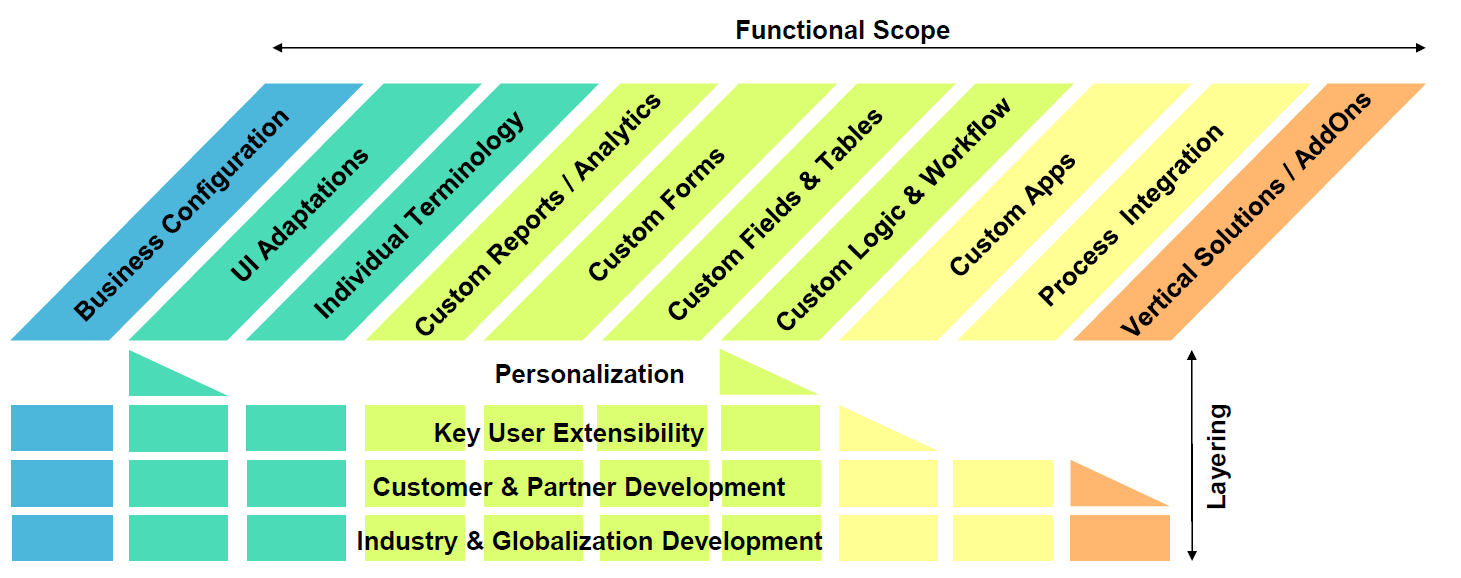 Functional Scope
Business Configuration
UI Adaptations
Individual Terminology
Custom Reports / Analytics
Custom Forms
Custom Fields & Tables
Custom Logic & Workflow
Custom Apps
Process Integration
Vertical Solutions / AddOns
Personalization
Key User Extensibility
Customer & Partner Development
Industry & Globalization Development
Layering